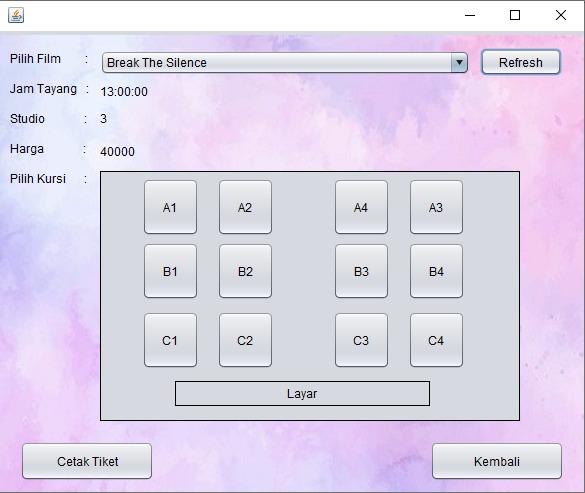 Pilih Film : Break The Silence Refresh
Jam Tayang : 13:00:00
Studio : 3
Harga : 40000
Pilih Kursi :
A1 A2 A4 A3
B1 B2 B3 B4
C1 C2 C3 C4
Layar
Cetak Tiket Kembali